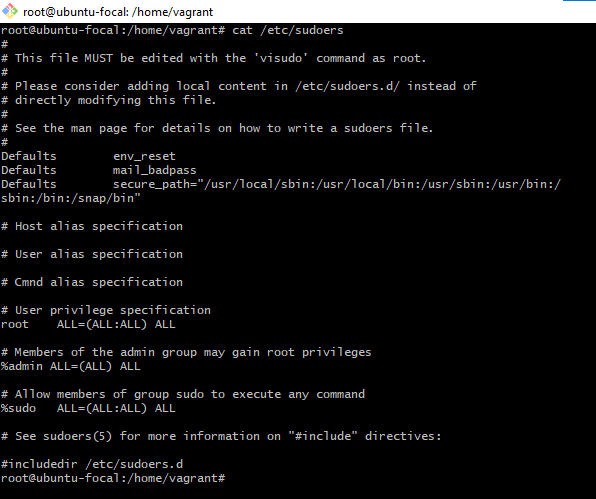 root@ubuntu-focal: /home/vagrant
root@ubuntu-focal:/home/vagrant# cat /etc/sudoers
#
# This file MUST be edited with the 'visudo' command as root.
#
# Please consider adding local content in /etc/sudoers.d/ instead of
# directly modifying this file.
#
# See the man page for details on how to write a sudoers file.
#
Defaults        env_reset
Defaults        mail_badpass
Defaults        secure_path="/usr/local/sbin:/usr/local/bin:/usr/sbin:/usr/bin:/
sbin:/bin:/snap/bin"

# Host alias specification

# User alias specification

# Cmnd alias specification

# User privilege specification
root    ALL=(ALL:ALL) ALL

# Members of the admin group may gain root privileges
%admin ALL=(ALL) ALL

# Allow members of group sudo to execute any command
%sudo   ALL=(ALL:ALL) ALL

# See sudoers(5) for more information on "#include" directives:

#includedir /etc/sudoers.d
root@ubuntu-focal:/home/vagrant#